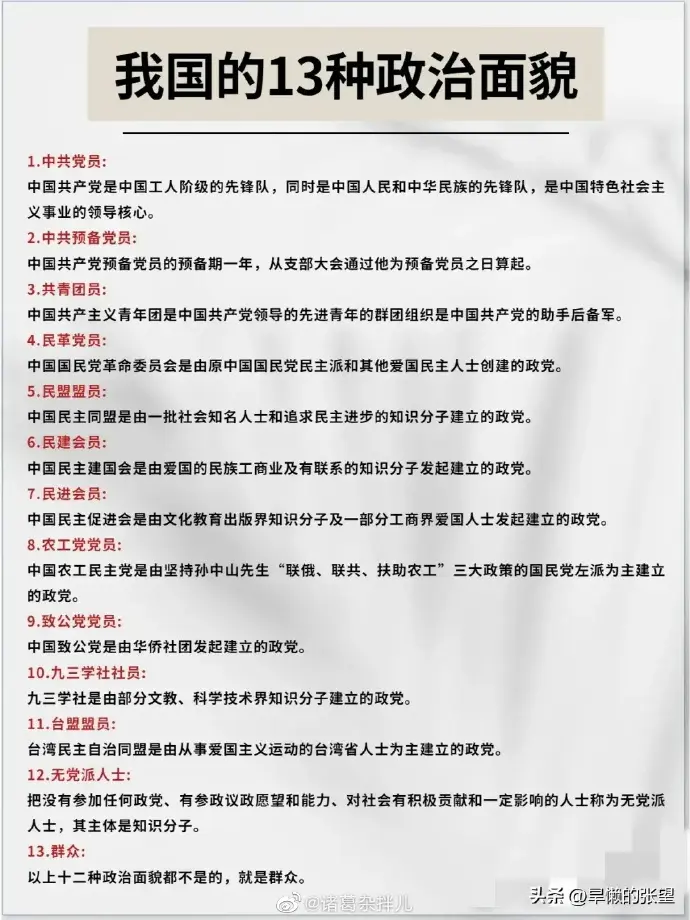 我国的13种政治面貌
1.中共党员:
中国共产党是中国工人阶级的先锋队，同时是中国人民和中华民族的先锋队，是中国特色社会主
义事业的领导核心。
2.中共预备党员:
中国共产党预备党员的预备期一年，从支部大会通过他为预备党员之日算起。
3.共青团员:
中国共产主义青年团是中国共产党领导的先进青年的群团组织是中国共产党的助手后备军。
4.民革党员:
中国国民党革命委员会是由原中国国民党民主派和其他爱国民主人士创建的政党。
5.民盟盟员:
中国民主同盟是由一批社会知名人士和追求民主进步的知识分子建立的政党。
6.民建会员:
中国民主建国会是由爱国的民族工商业及有联系的知识分子发起建立的政党。
7.民进会员:
中国民主促进会是由文化教育出版界知识分子及一部分工商界爱国人士发起建立的政党。
8.农工党党员:
中国农工民主党是由坚持孙中山先生“联俄、联共、扶助农工”三大政策的国民党左派为主建立
的政党。
9.致公党党员:
中国致公党是由华侨社团发起建立的政党。
10.九三学社社员:
九三学社是由部分文教、科学技术界知识分子建立的政党。
11.台盟盟员:
台湾民主自治同盟是由从事爱国主义运动的台湾省人士为主建立的政党。
12.无党派人士:
把没有参加任何政党、有参政议政愿望和能力、对社会有积极贡献和一定影响的人士称为无党派
人士，其主体是知识分子。
13.群众:
以上十二种政治面貌都不是的，就是群众。
@诸葛杂拌儿
头条 @旱懒的张望